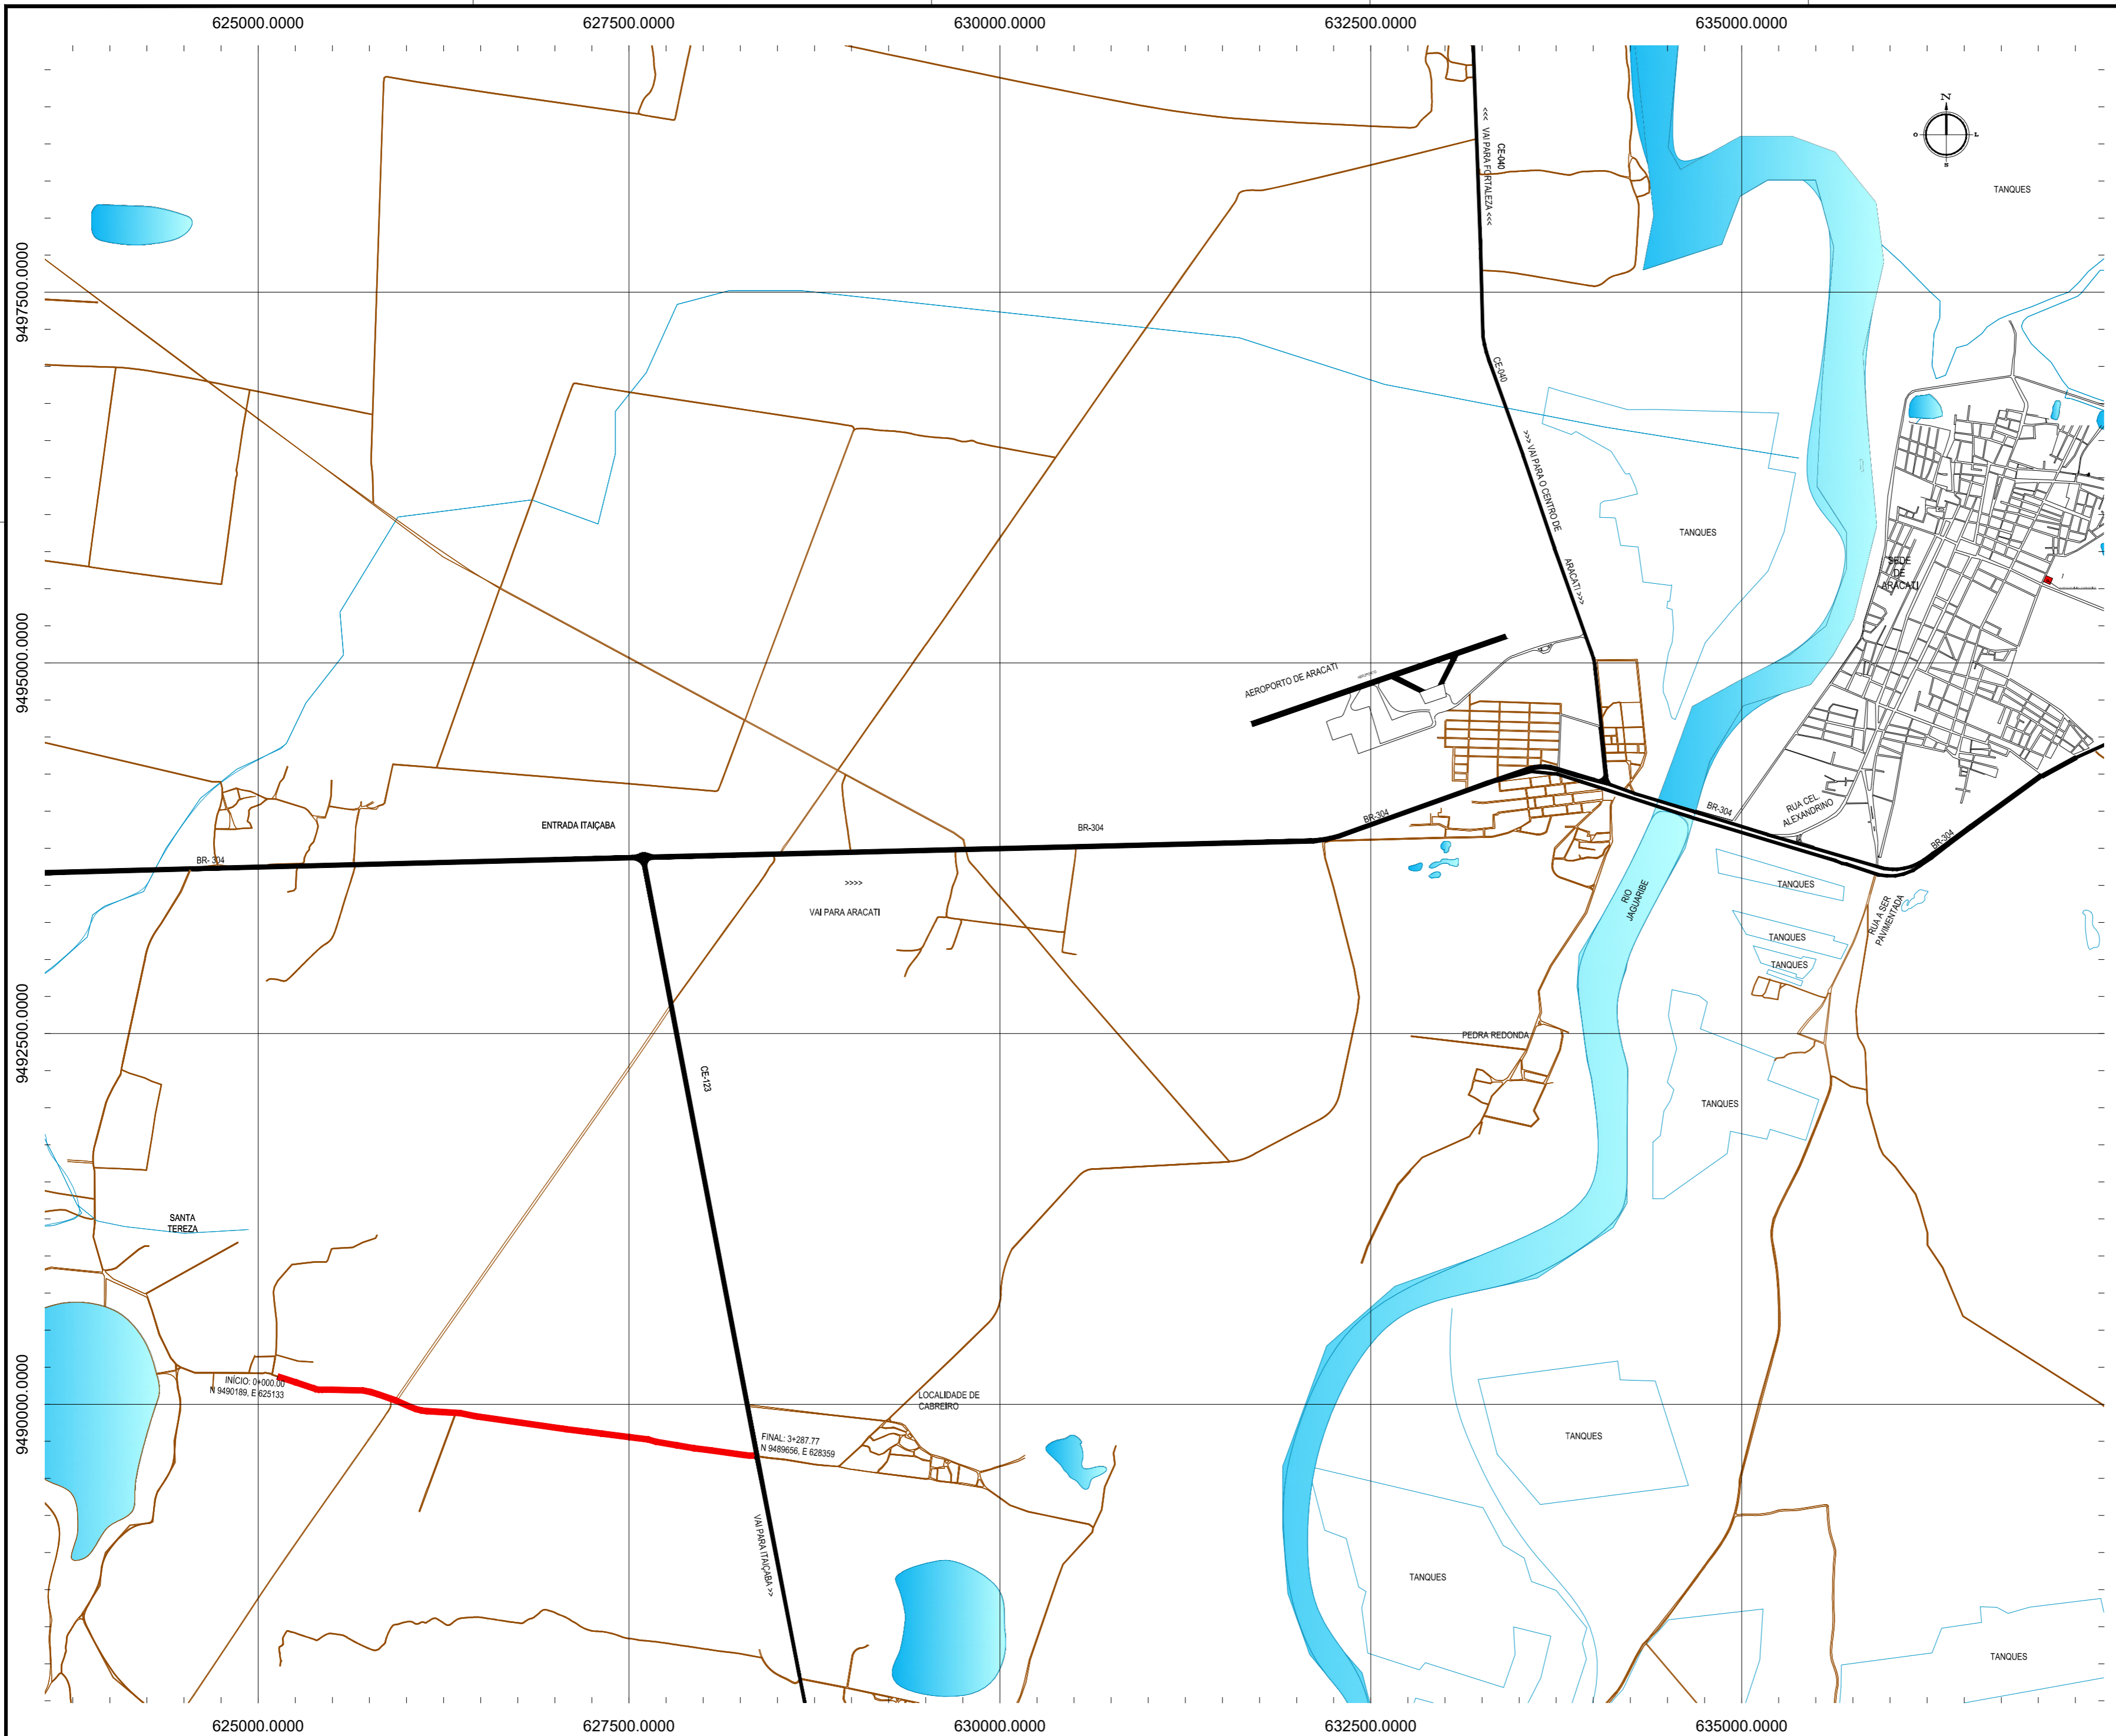 625000.0000 627500.0000 630000.0000 632500.0000 635000.0000
N
O
L
S
TANQUES
<<< VAI PARA FORTALEZA <<<
CE-040
9497500.0000
CE-040
>>> VAI PARA O CENTRO DE
ARACATI >>>
TANQUES
SEDE
DE
ARACATI
9495000.0000
AEROPORTO DE ARACATI
ENTRADA ITAIÇABA
BR-304
BR-304
BR-304
RUA CEL.
ALEXANDRINO
BR-304
BR- 304
>>>>
VAI PARA ARACATI
RIO
JAGUARIBE
TANQUES
RUA A SER
PAVIMENTADA
TANQUES
TANQUES
9492500.0000
PEDRA REDONDA
CE-123
TANQUES
SANTA
TEREZA
9490000.0000
INÍCIO: 0+000.00
N 9490189, E 625133
LOCALIDADE DE
CABREIRO
FINAL: 3+287.77
N 9489656, E 628359
TANQUES
VAI PARA ITAIÇABA >>
TANQUES
TANQUES
625000.0000 627500.0000 630000.0000 632500.0000 635000.0000